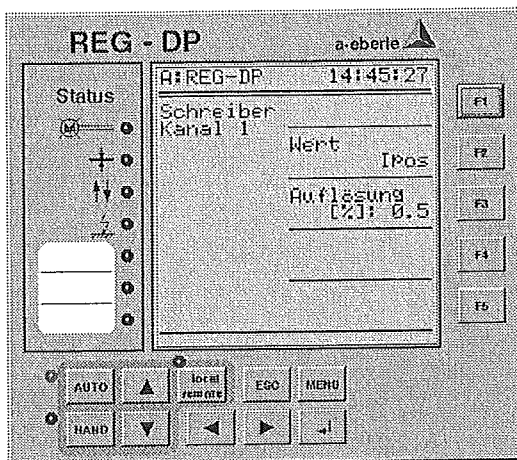 REG - DP
a-eberle
Status
A:REG-DP 14:45:27
Schreiber
Kanal 1
Wert
Ipos
Auflösung
[%]: 0.5
F1
F2
F3
F4
F5
M
AUTO
local
remote
ESC
MENU
HAND